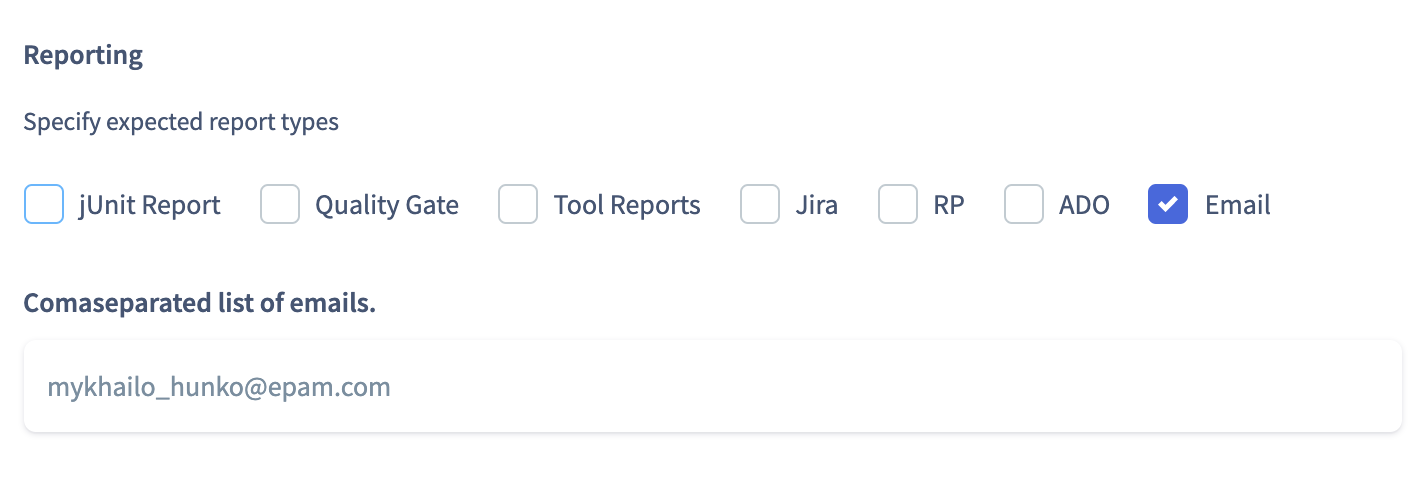 Reporting
Specify expected report types
jUnit Report Quality Gate Tool Reports Jira RP ADO Email
Comaseparated list of emails.
mykhailo_hunko@epam.com